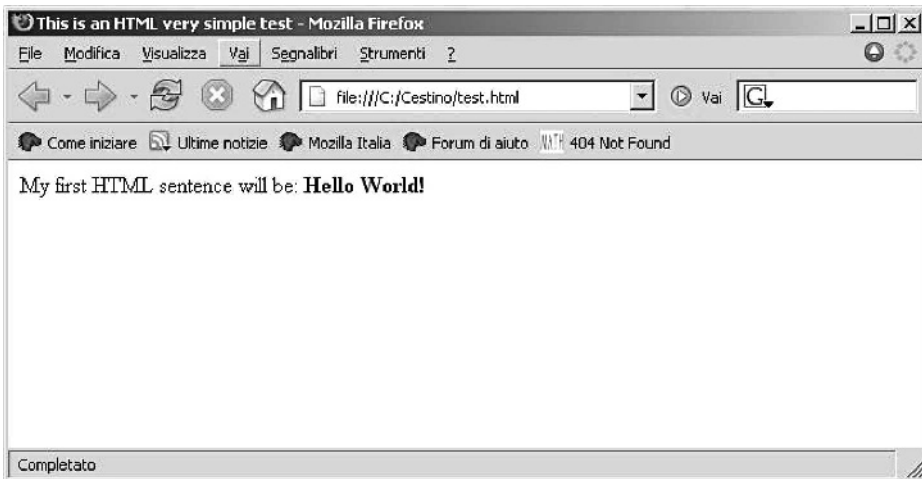 This is an HTML very simple test - Mozilla Firefox
File Modifica Visualizza Vai Segnalibri Strumenti ?
file:///C:/Cestino/test.html Vai G
Come iniziare Ultime notizie Mozilla Italia Forum di aiuto MATH 404 Not Found
My first HTML sentence will be: Hello World!
Completato